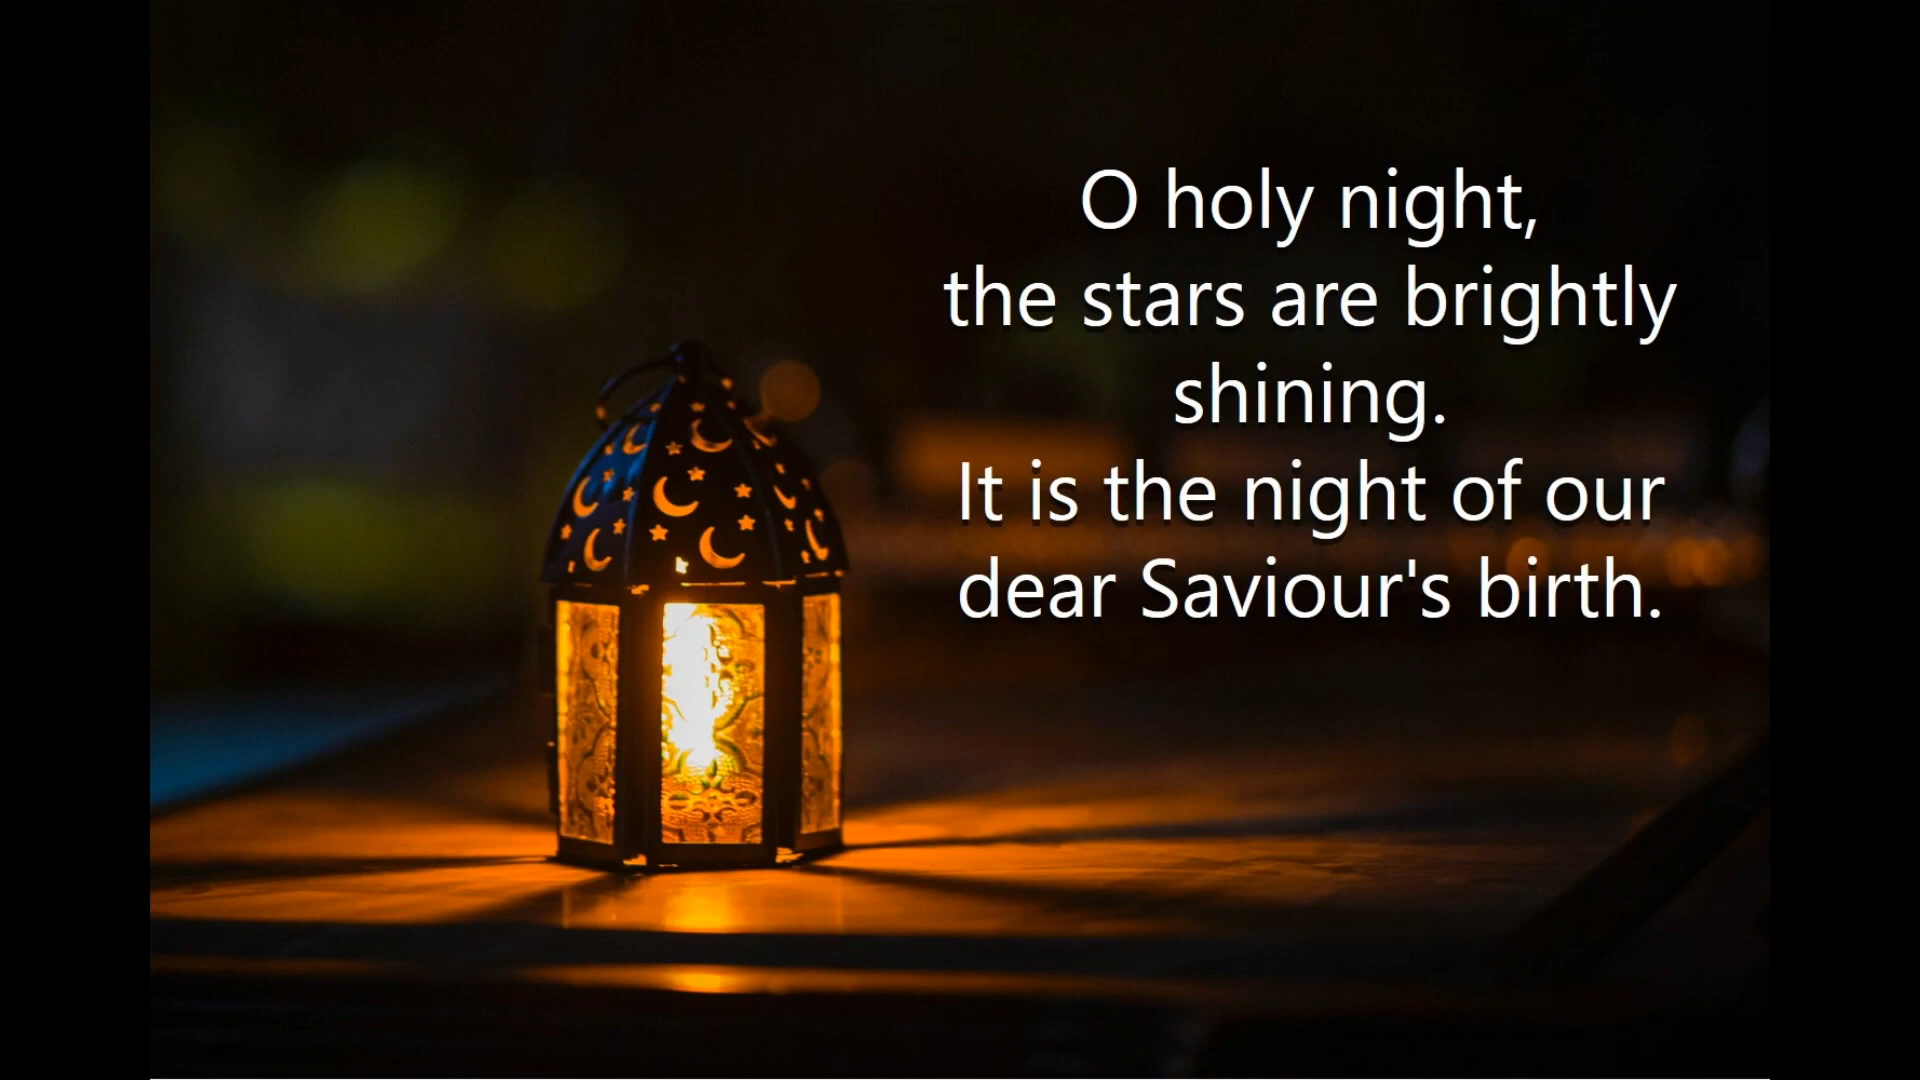 O holy night,
the stars are brightly
shining.
It is the night of our
dear Saviour's birth.